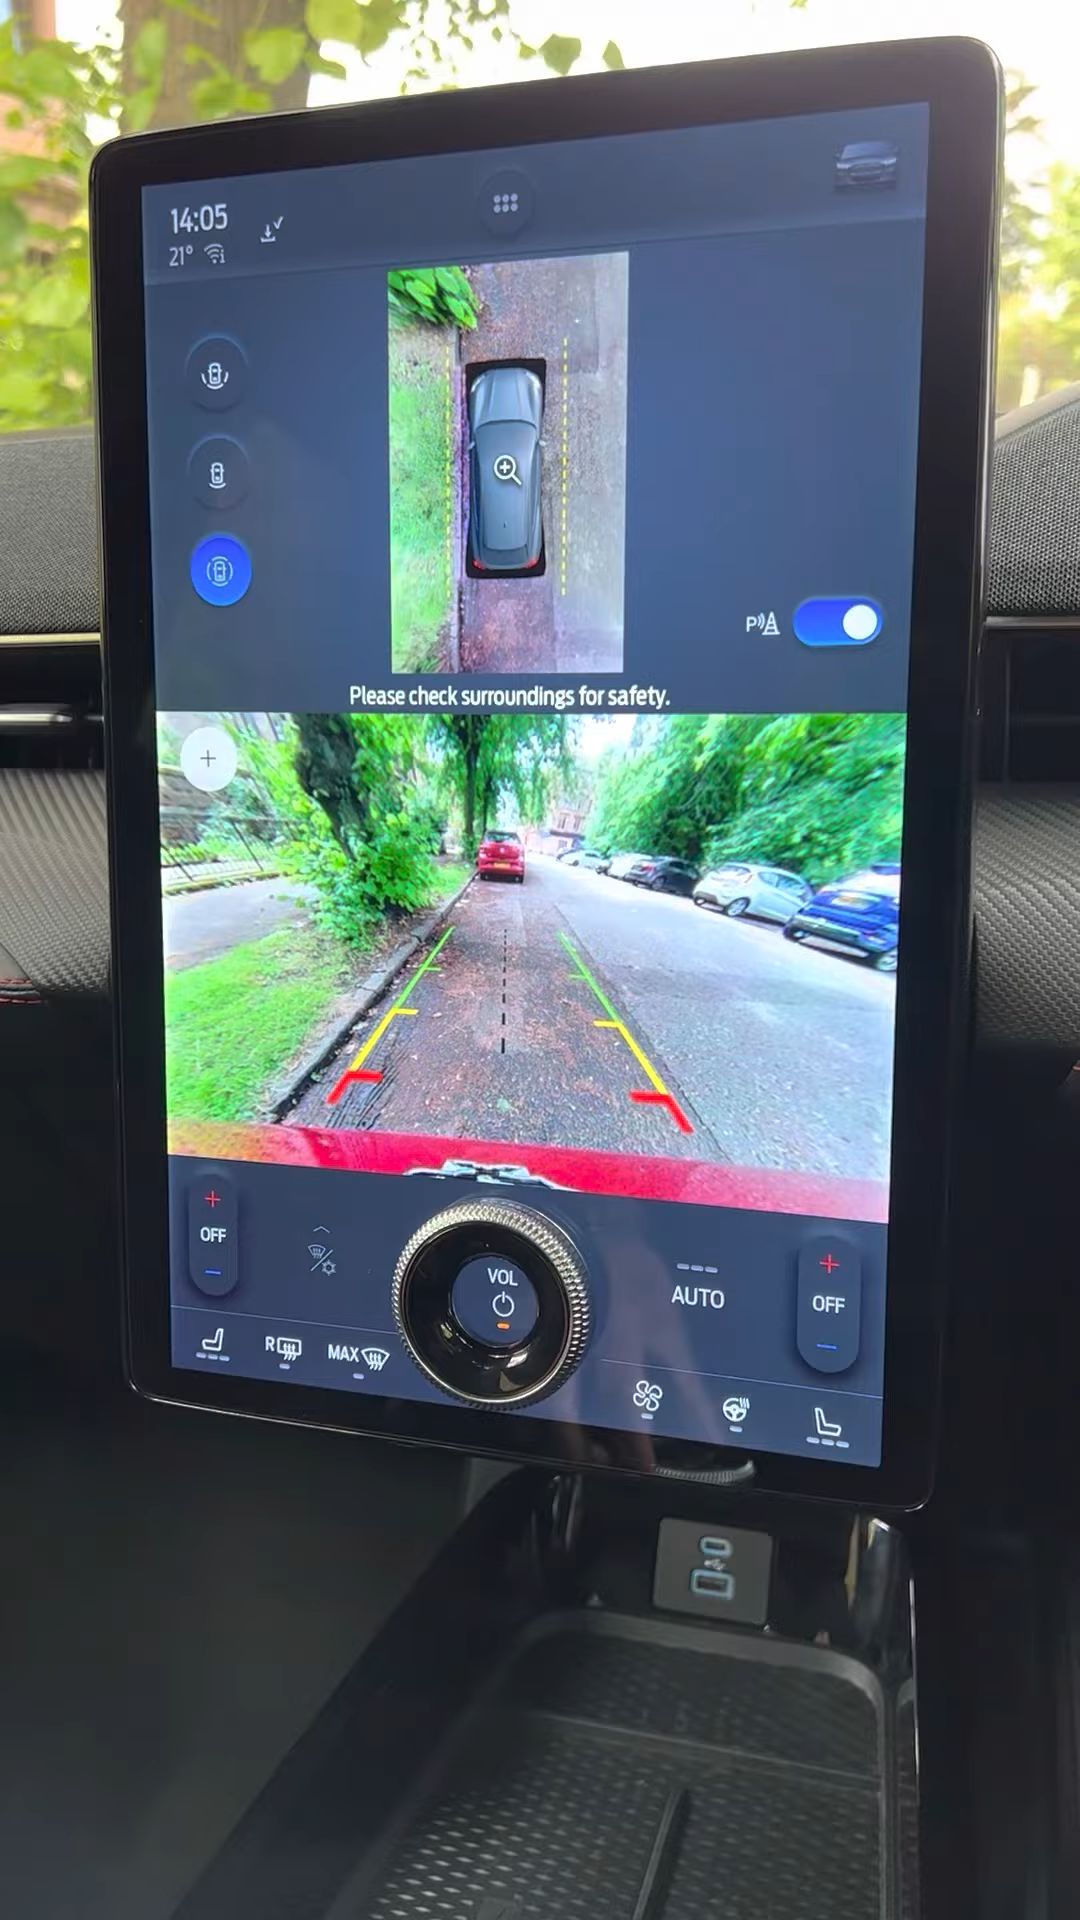 14:05
21°
P
Please check surroundings for safety.
OFF
VOL
AUTO
OFF
R
MAX